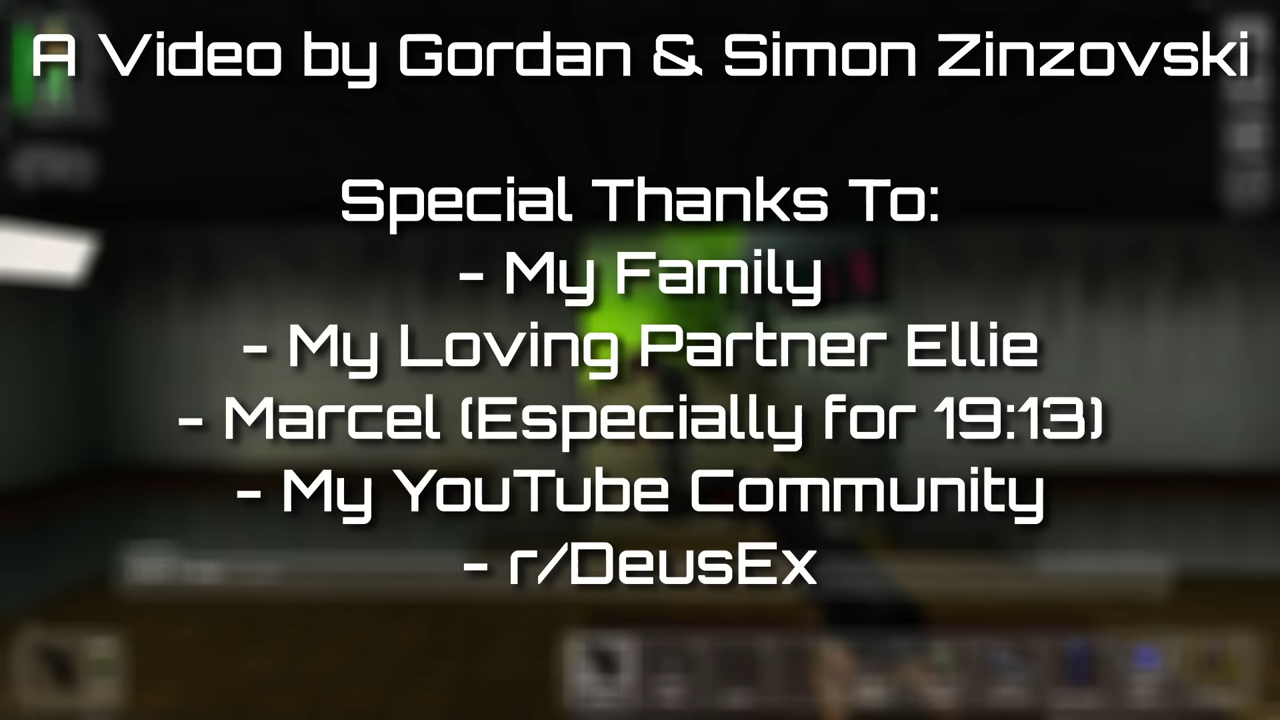 A Video by Gordan & Simon Zinzovski
Special Thanks To:
- My Family
- My Loving Partner Ellie
- Marcel (Especially for 19:13)
- My YouTube Community
- r/DeusEx